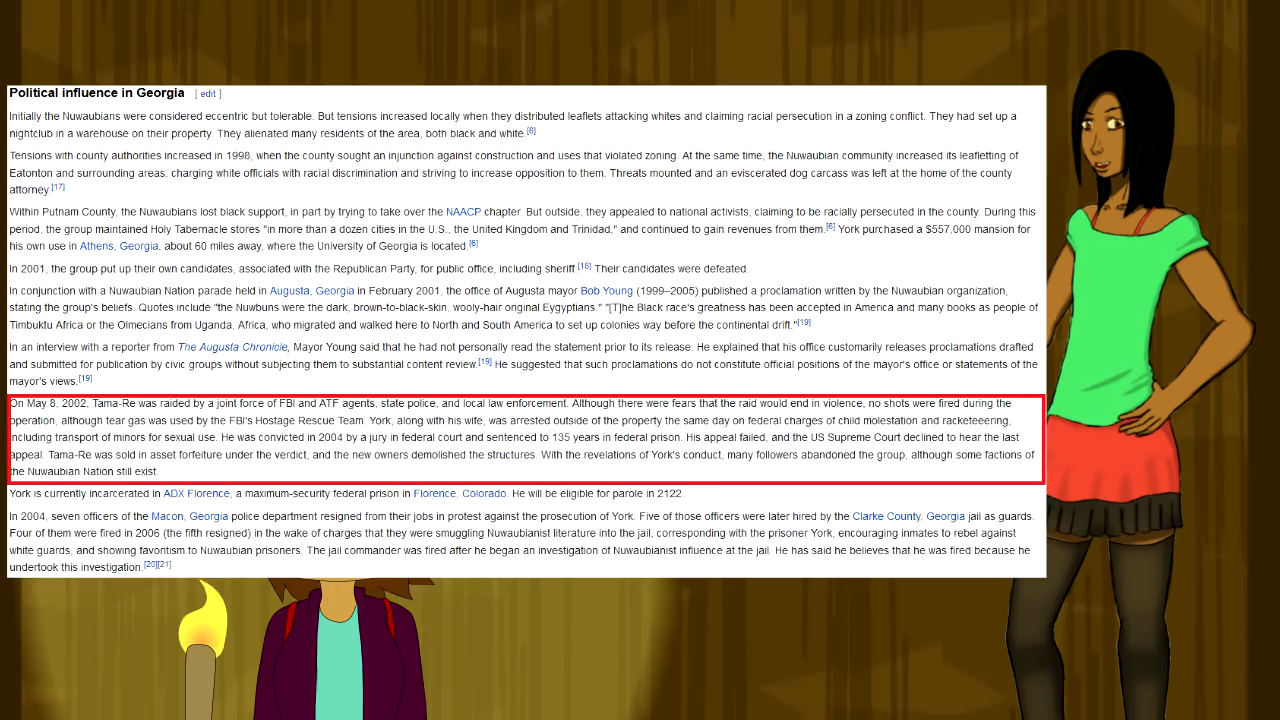 Political influence in Georgia [ edit ]
Initially the Nuwaubians were considered eccentric but tolerable. But tensions increased locally when they distributed leaflets attacking whites and claiming racial persecution in a zoning conflict. They had set up a
nightclub in a warehouse on their property. They alienated many residents of the area, both black and white.[6]
Tensions with county authorities increased in 1998, when the county sought an injunction against construction and uses that violated zoning. At the same time, the Nuwaubian community increased its leafletting of
Eatonton and surrounding areas, charging white officials with racial discrimination and striving to increase opposition to them. Threats mounted and an eviscerated dog carcass was left at the home of the county
attorney.[17]
Within Putnam County, the Nuwaubians lost black support, in part by trying to take over the NAACP chapter. But outside, they appealed to national activists, claiming to be racially persecuted in the county. During this
period, the group maintained Holy Tabernacle stores "in more than a dozen cities in the U.S., the United Kingdom and Trinidad," and continued to gain revenues from them.[6] York purchased a $557,000 mansion for
his own use in Athens, Georgia, about 60 miles away, where the University of Georgia is located.[6]
In 2001, the group put up their own candidates, associated with the Republican Party, for public office, including sheriff [18] Their candidates were defeated.
In conjunction with a Nuwaubian Nation parade held in Augusta, Georgia in February 2001, the office of Augusta mayor Bob Young (1999–2005) published a proclamation written by the Nuwaubian organization,
stating the group's beliefs. Quotes include "the Nuwbuns were the dark, brown-to-black-skin, wooly-hair original Eygyptians." "[T]he Black race's greatness has been accepted in America and many books as people of
Timbuktu Africa or the Olmecians from Uganda, Africa, who migrated and walked here to North and South America to set up colonies way before the continental drift."[19]
In an interview with a reporter from The Augusta Chronicle, Mayor Young said that he had not personally read the statement prior to its release. He explained that his office customarily releases proclamations drafted
and submitted for publication by civic groups without subjecting them to substantial content review.[19] He suggested that such proclamations do not constitute official positions of the mayor's office or statements of the
mayor's views.[19]
On May 8, 2002, Tama-Re was raided by a joint force of FBI and ATF agents, state police, and local law enforcement. Although there were fears that the raid would end in violence, no shots were fired during the
operation, although tear gas was used by the FBI's Hostage Rescue Team. York, along with his wife, was arrested outside of the property the same day on federal charges of child molestation and racketeering,
including transport of minors for sexual use. He was convicted in 2004 by a jury in federal court and sentenced to 135 years in federal prison. His appeal failed, and the US Supreme Court declined to hear the last
appeal. Tama-Re was sold in asset forfeiture under the verdict, and the new owners demolished the structures. With the revelations of York's conduct, many followers abandoned the group, although some factions of
the Nuwaubian Nation still exist.
York is currently incarcerated in ADX Florence, a maximum-security federal prison in Florence, Colorado. He will be eligible for parole in 2122.
In 2004, seven officers of the Macon, Georgia police department resigned from their jobs in protest against the prosecution of York. Five of those officers were later hired by the Clarke County, Georgia jail as guards.
Four of them were fired in 2006 (the fifth resigned) in the wake of charges that they were smuggling Nuwaubianist literature into the jail, corresponding with the prisoner York, encouraging inmates to rebel against
white guards, and showing favoritism to Nuwaubian prisoners. The jail commander was fired after he began an investigation of Nuwaubianist influence at the jail. He has said he believes that he was fired because he
undertook this investigation.[20][21]